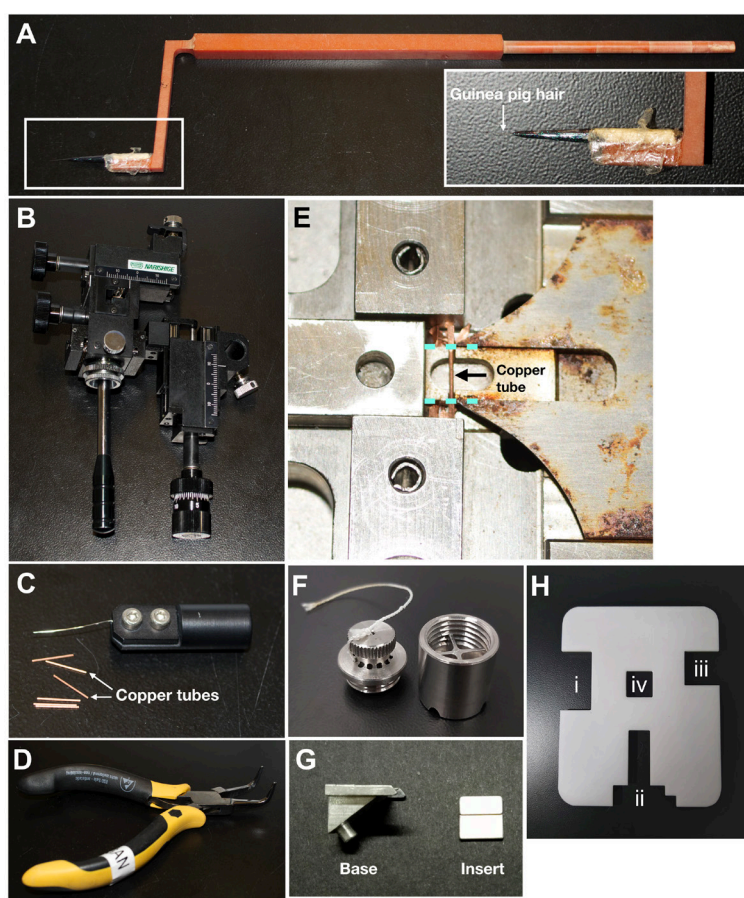 A
Guinea pig hair
B
NARISHIGE
E
Copper
tube
C
Copper tubes
F
H
i
iii
iv
ii
D
AN
G
Base
Insert